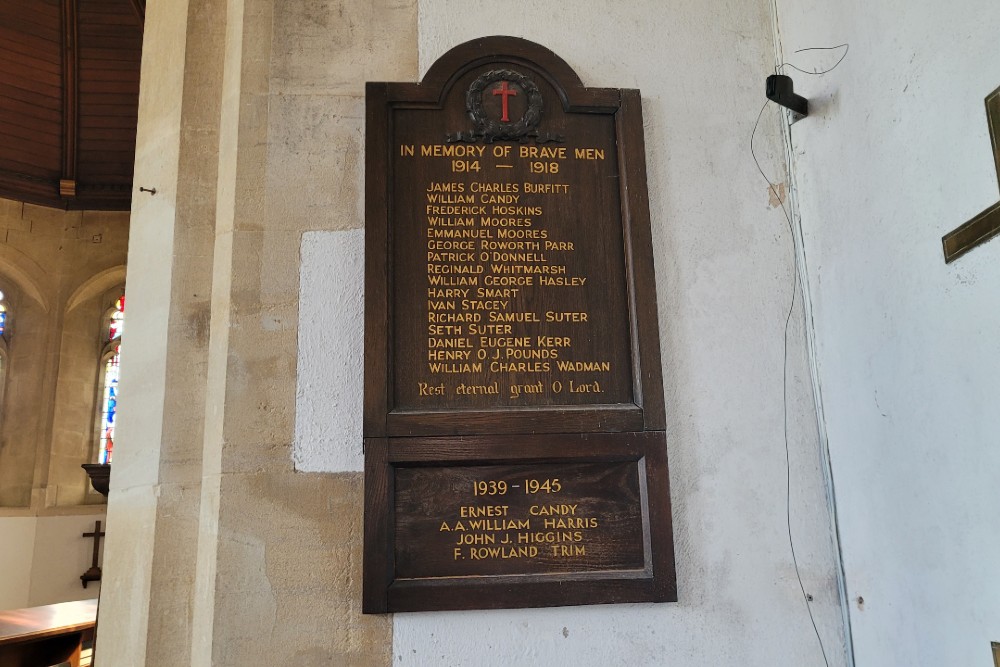 IN MEMORY OF BRAVE MEN
1914 — 1918
JAMES CHARLES BURFITT
WILLIAM CANDY
FREDERICK HOSKINS
WILLIAM MOORES
EMMANUEL MOORES
GEORGE ROWORTH PARR
PATRICK O'DONNELL
REGINALD WHITMARSH
WILLIAM GEORGE HASLEY
HARRY SMART
IVAN STACEY
RICHARD SAMUEL SUTER
SETH SUTER
DANIEL EUGENE KERR
HENRY O.J.POUNDS
WILLIAM CHARLES WADMAN
Rest eternal grant O Lord.
1939-1945
ERNEST CANDY
A.A.WILLIAM HARRIS
JOHN J. HIGGINS
F. ROWLAND TRIM